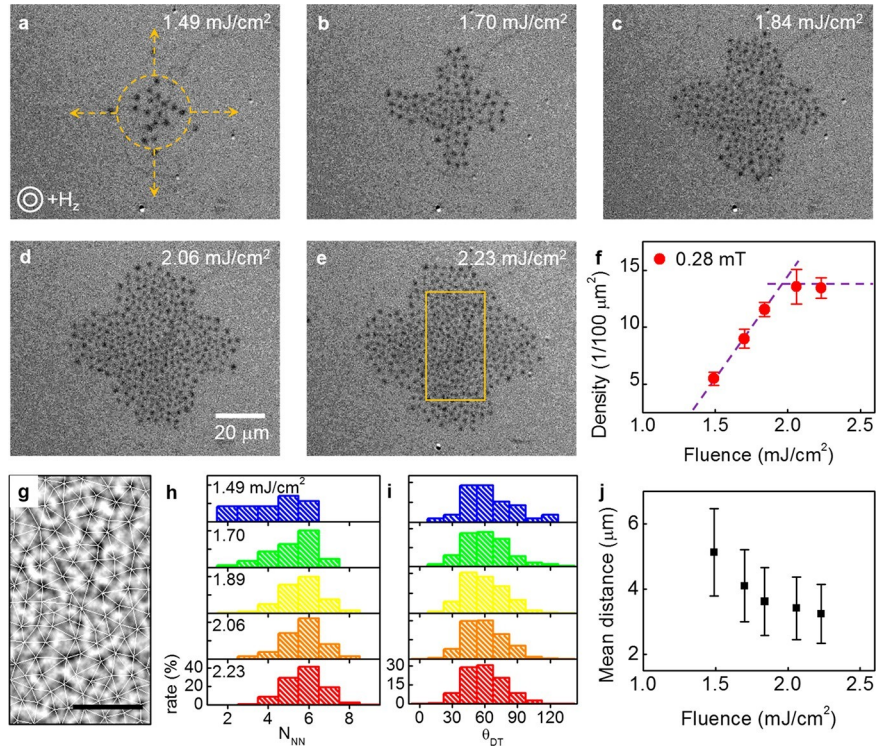 a 1.49 mJ/cm²
+Hz
b 1.70 mJ/cm²
c 1.84 mJ/cm²
d 2.06 mJ/cm²
20 μm
e 2.23 mJ/cm²
f
0.28 mT
15
10
5
Density (1/100 μm²)
1.0 1.5 2.0 2.5
Fluence (mJ/cm²)
g
h
1.49 mJ/cm²
1.70
1.89
2.06
2.23
40
20
0
rate (%)
2 4 6 8
N_NN
i
30
15
0
0 30 60 90 120
θ_DT
j
6
4
2
Mean distance (μm)
1.0 1.5 2.0 2.5
Fluence (mJ/cm²)